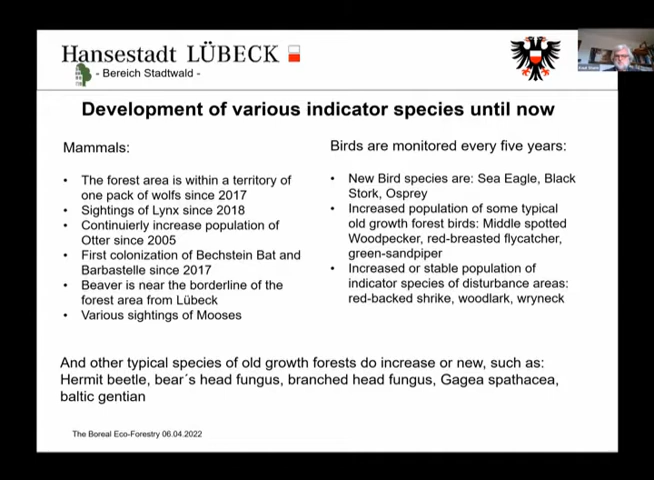 Hansestadt LÜBECK
- Bereich Stadtwald -
Development of various indicator species until now
Mammals:
• The forest area is within a territory of
one pack of wolfs since 2017
• Sightings of Lynx since 2018
• Continuierly increase population of
Otter since 2005
• First colonization of Bechstein Bat and
Barbastelle since 2017
• Beaver is near the borderline of the
forest area from Lübeck
• Various sightings of Mooses
Birds are monitored every five years:
• New Bird species are: Sea Eagle, Black
Stork, Osprey
• Increased population of some typical
old growth forest birds: Middle spotted
Woodpecker, red-breasted flycatcher,
green-sandpiper
• Increased or stable population of
indicator species of disturbance areas:
red-backed shrike, woodlark, wryneck
And other typical species of old growth forests do increase or new, such as:
Hermit beetle, bear´s head fungus, branched head fungus, Gagea spathacea,
baltic gentian
The Boreal Eco-Forestry 06.04.2022